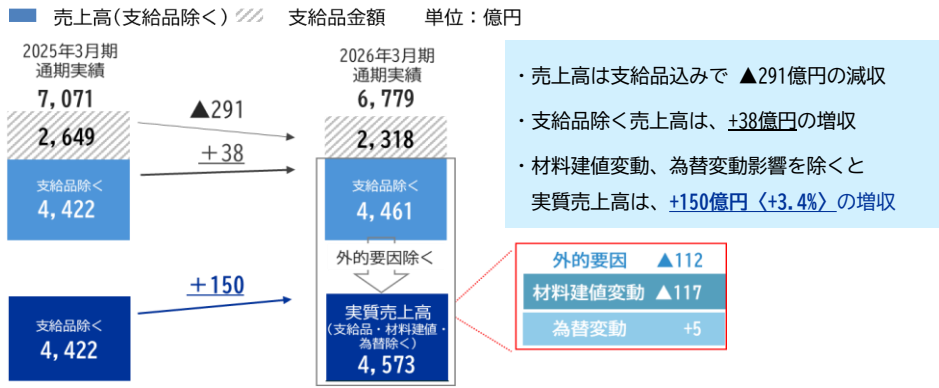 売上高(支給品除く) 支給品金額 単位：億円
2025年3月期
通期実績
7,071
2,649
支給品除く
4,422
▲291
+38
2026年3月期
通期実績
6,779
2,318
支給品除く
4,461
外的要因除く
支給品除く
4,422
+150
実質売上高
(支給品・材料建値・
為替除く)
4,573
外的要因 ▲112
材料建値変動 ▲117
為替変動 +5
・売上高は支給品込みで ▲291億円の減収
・支給品除く売上高は、+38億円の増収
・材料建値変動、為替変動影響を除くと
実質売上高は、+150億円〈+3.4%〉の増収